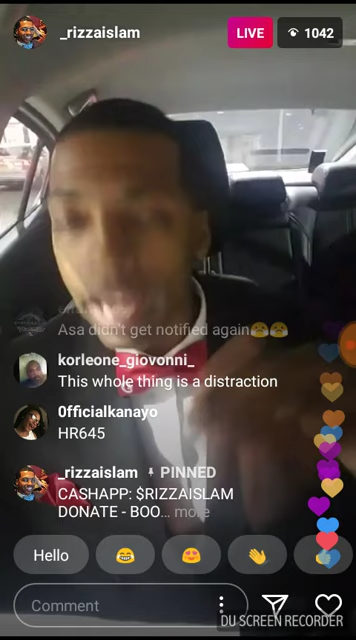 _rizzaislam
LIVE
1042
Asa didn't get notified again😭😭
korleone_giovonni_
This whole thing is a distraction
0fficialkanayo
HR645
_rizzaislam PINNED
CASHAPP: $RIZZAISLAM
DONATE - BOO... more
Hello
Comment
DU SCREEN RECORDER